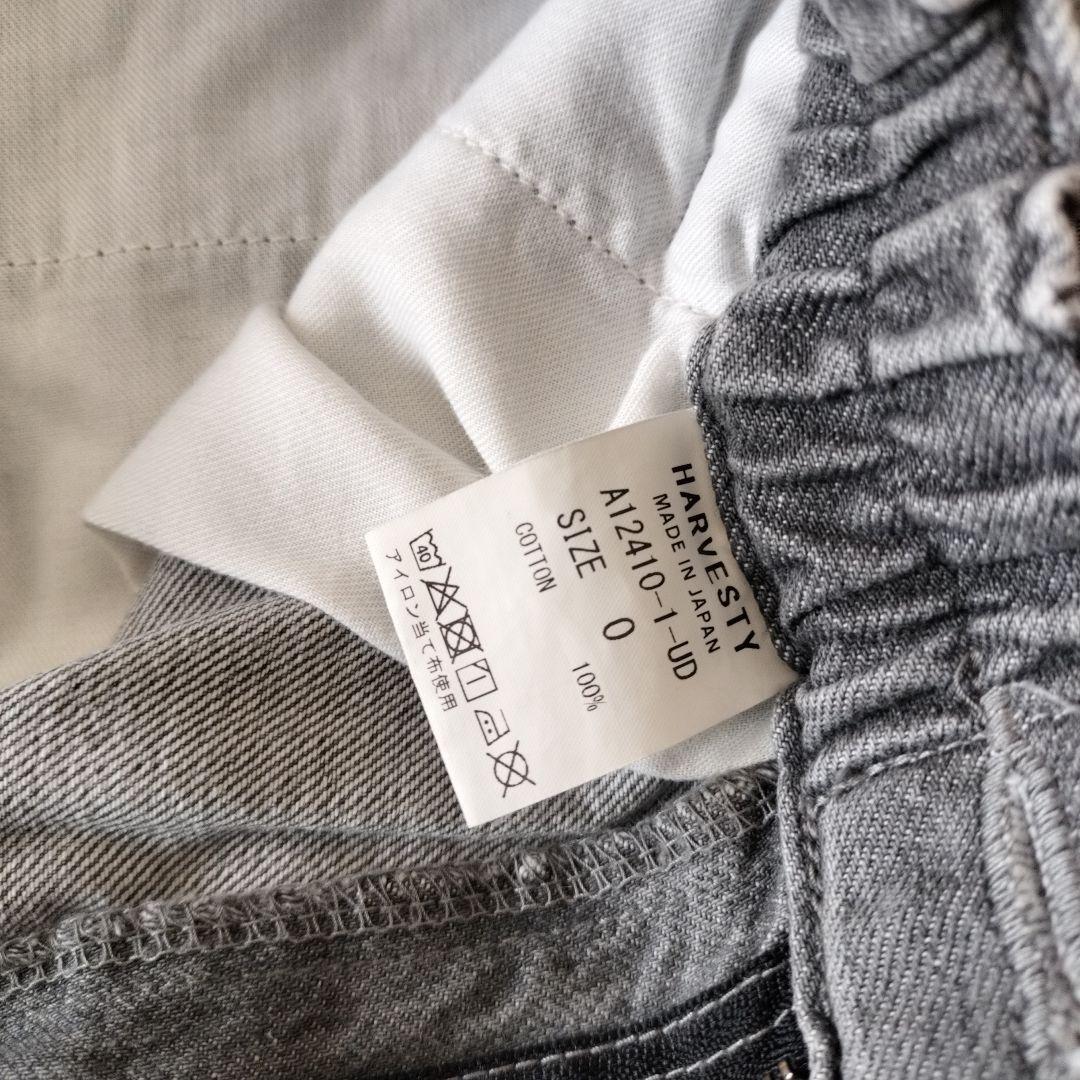 HARVESTY
MADE IN JAPAN
A12410-1-UD
SIZE 0
COTTON 100%
40
アイロン当て布使用